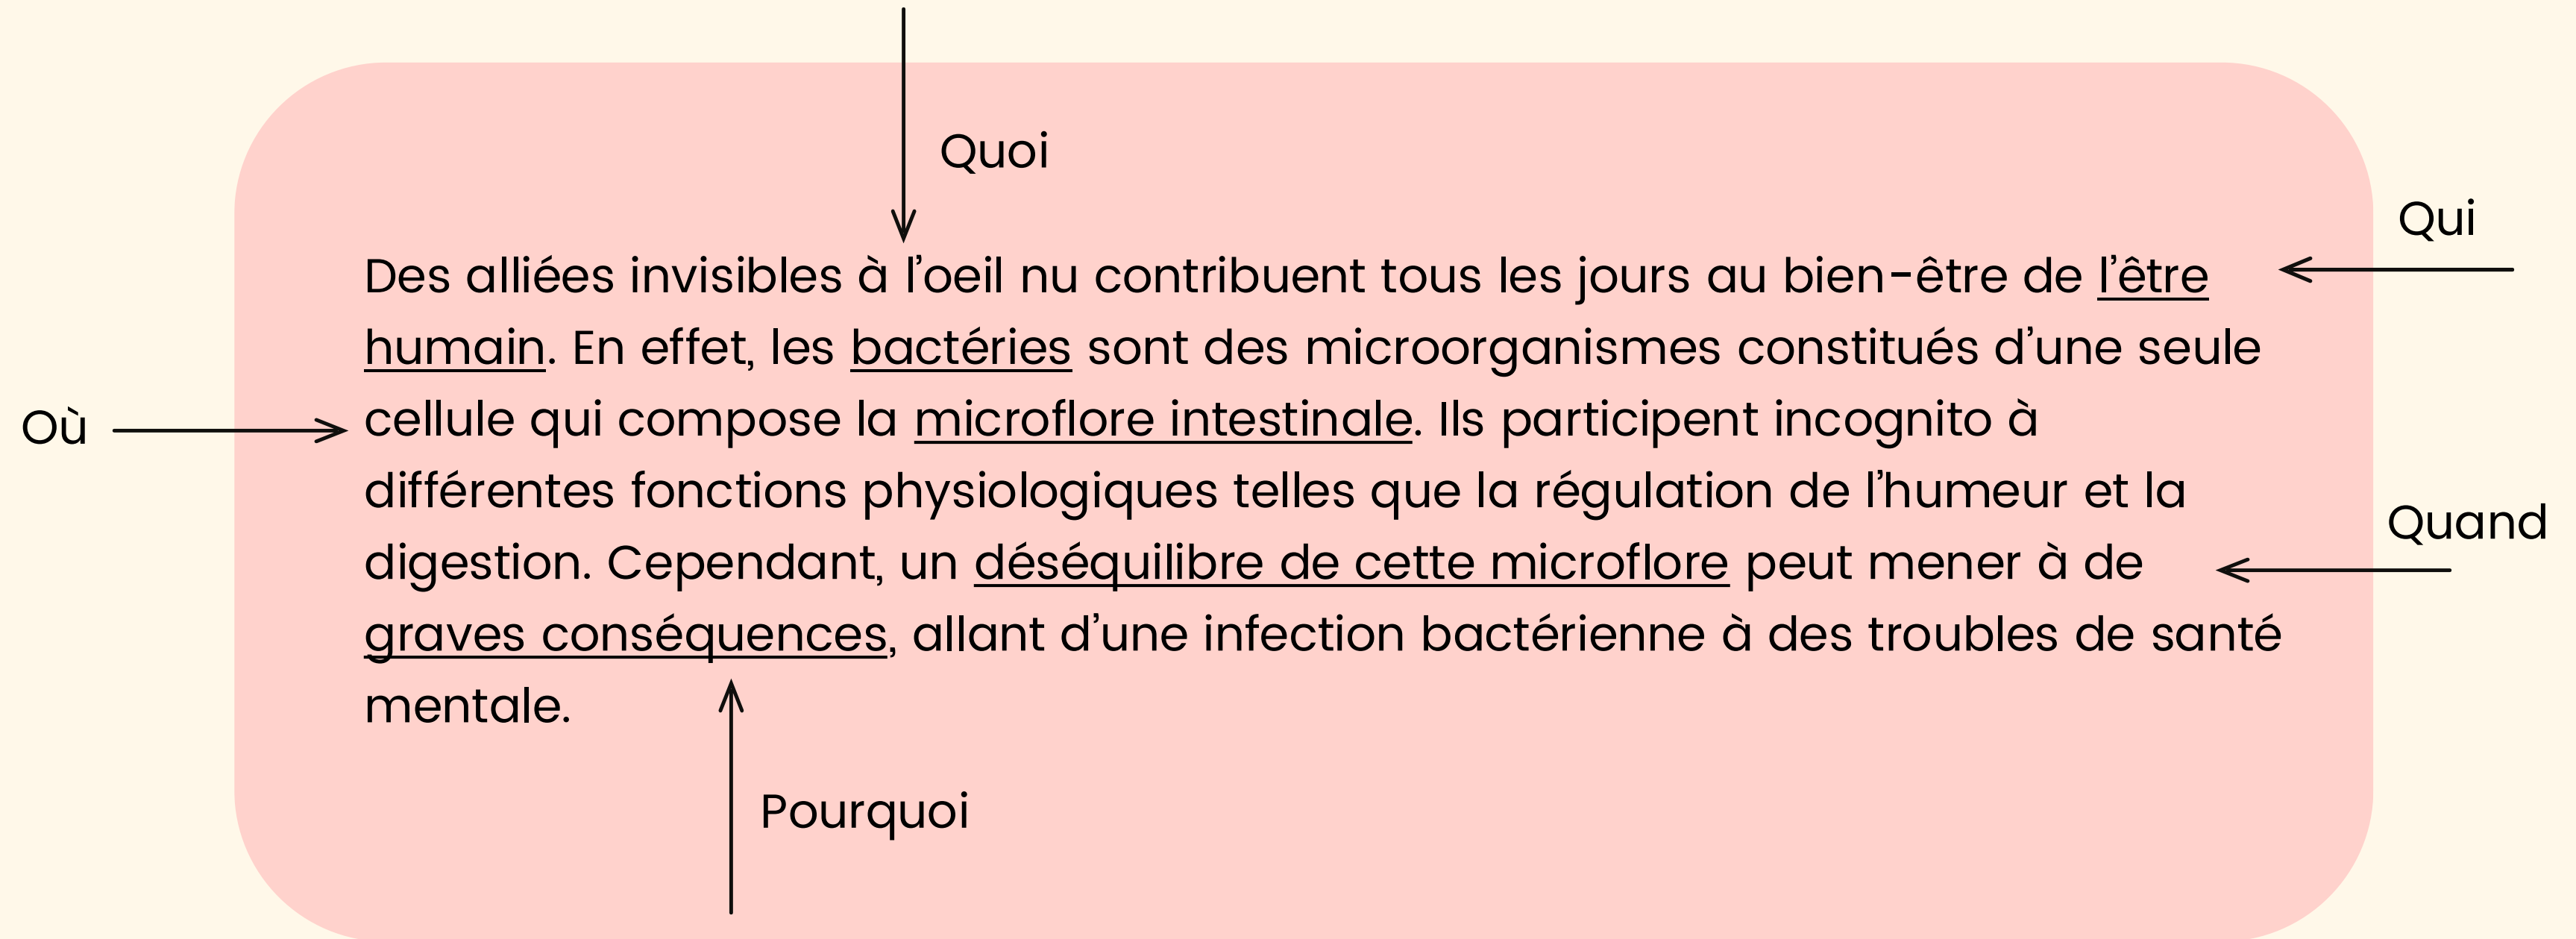 Quoi
Qui
Des alliées invisibles à l'oeil nu contribuent tous les jours au bien-être de l'être
humain. En effet, les bactéries sont des microorganismes constitués d'une seule
Où
cellule qui compose la microflore intestinale. Ils participent incognito à
différentes fonctions physiologiques telles que la régulation de l'humeur et la
Quand
digestion. Cependant, un déséquilibre de cette microflore peut mener à de
graves conséquences, allant d'une infection bactérienne à des troubles de santé
mentale.
Pourquoi